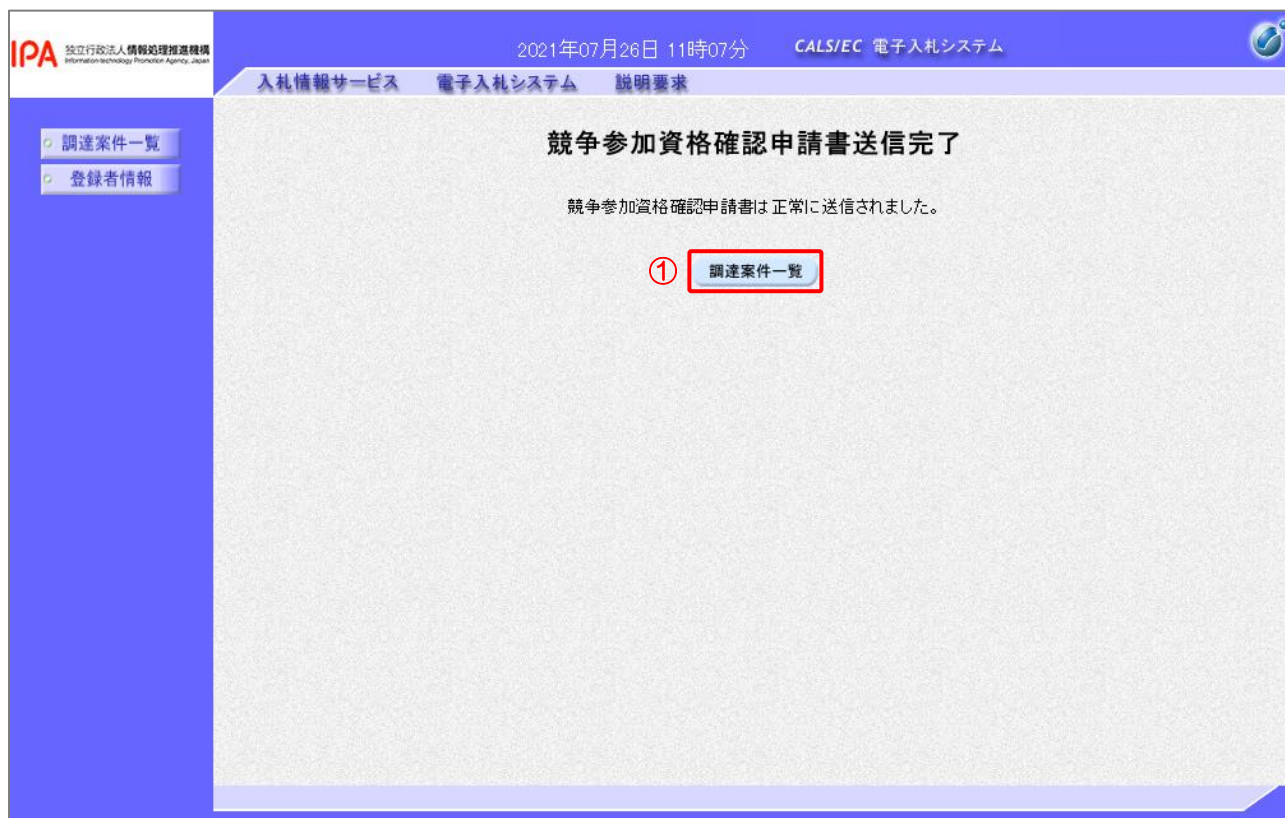 IPA 独立行政法人情報処理推進機構
Information-technology Promotion Agency, Japan
2021年07月26日 11時07分 CALS/EC 電子入札システム
入札情報サービス 電子入札システム 説明要求
調達案件一覧
登録者情報
競争参加資格確認申請書送信完了
競争参加資格確認申請書は正常に送信されました。
① 調達案件一覧